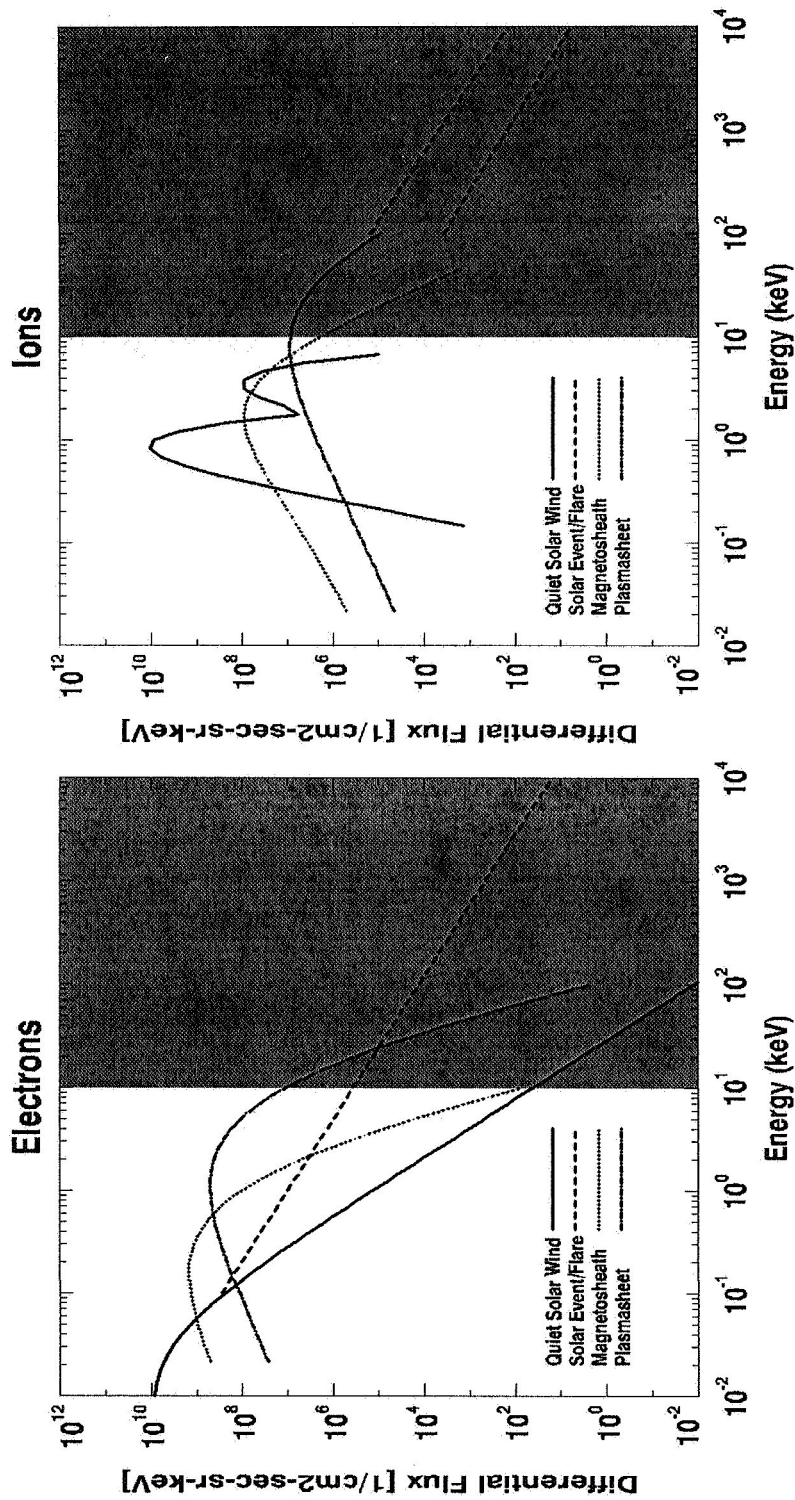 Electrons
Differential Flux [1/cm2-sec-sr-keV]
10^12
10^10
10^8
10^6
10^4
10^2
10^0
10^-2
Quiet Solar Wind
Solar Event/Flare
Magnetosheath
Plasmasheet
10^-2
10^-1
10^0
10^1
10^2
10^3
10^4
Energy (keV)
Ions
Differential Flux [1/cm2-sec-sr-keV]
10^12
10^10
10^8
10^6
10^4
10^2
10^0
10^-2
Quiet Solar Wind
Solar Event/Flare
Magnetosheath
Plasmasheet
10^-2
10^-1
10^0
10^1
10^2
10^3
10^4
Energy (keV)